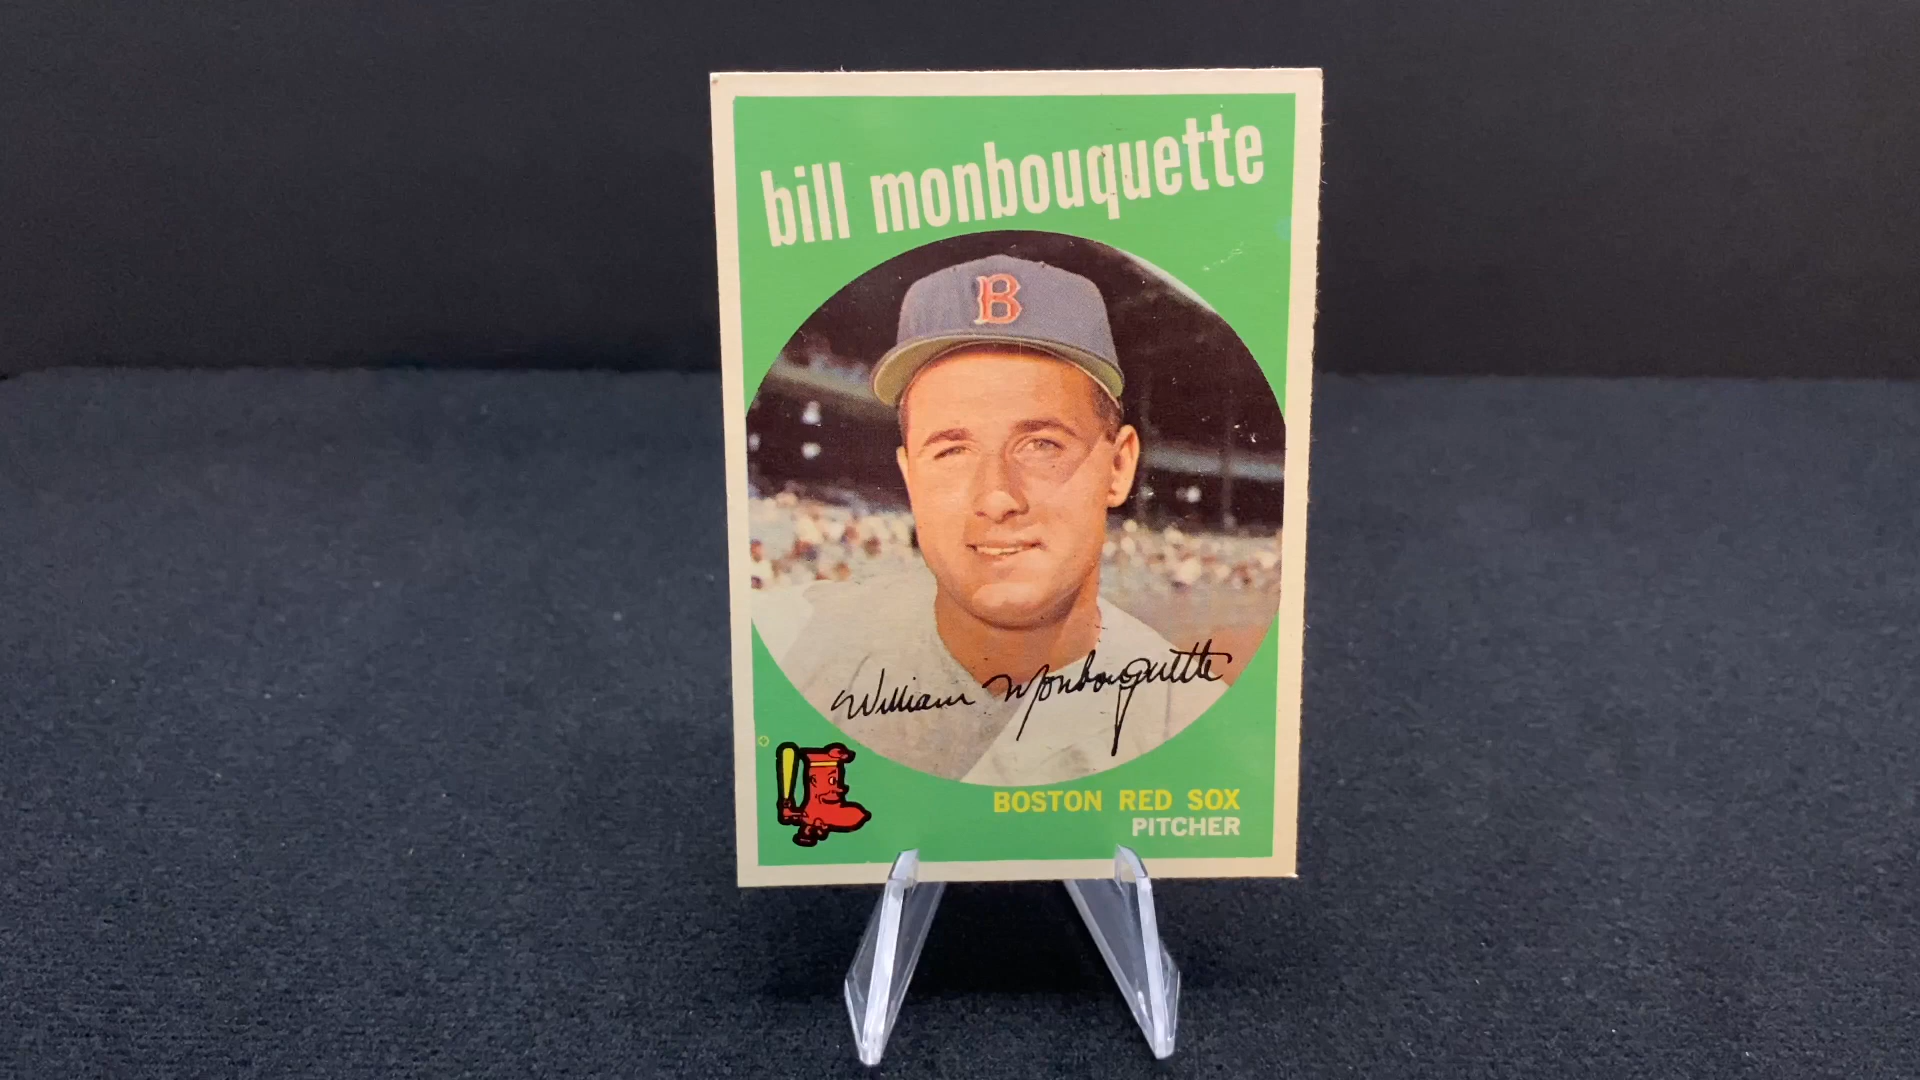 bill monbouquette
B
William Monbouquette
BOSTON RED SOX
PITCHER